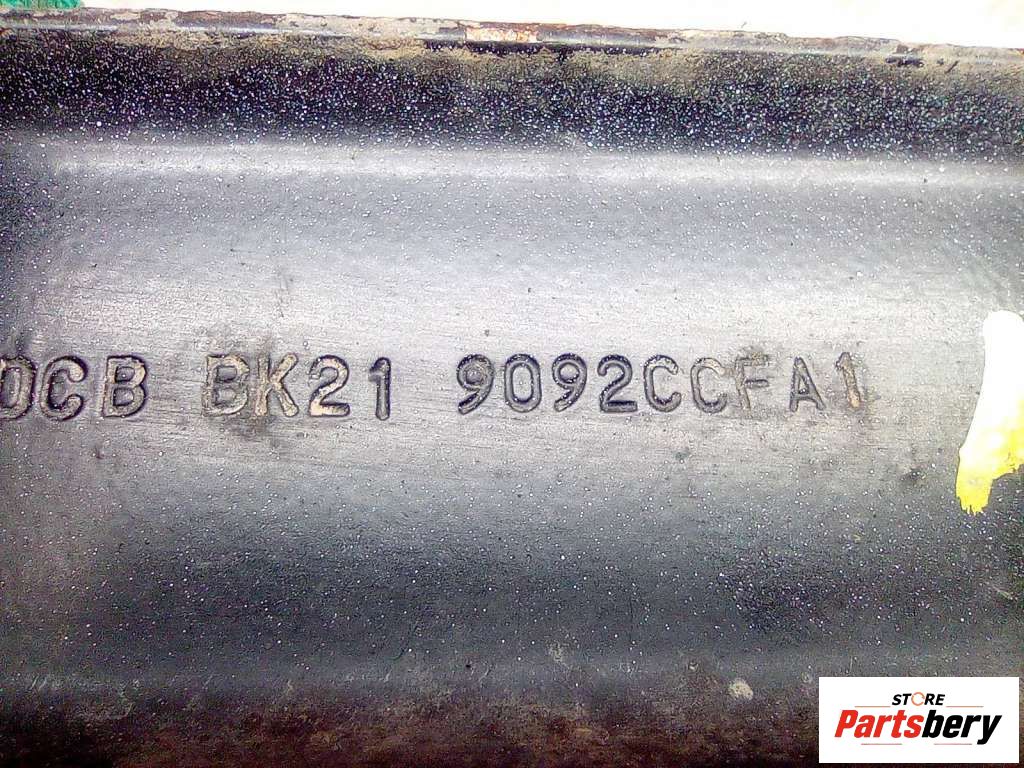 DCB BK21 9092CCFA1
STORE
Partsbery